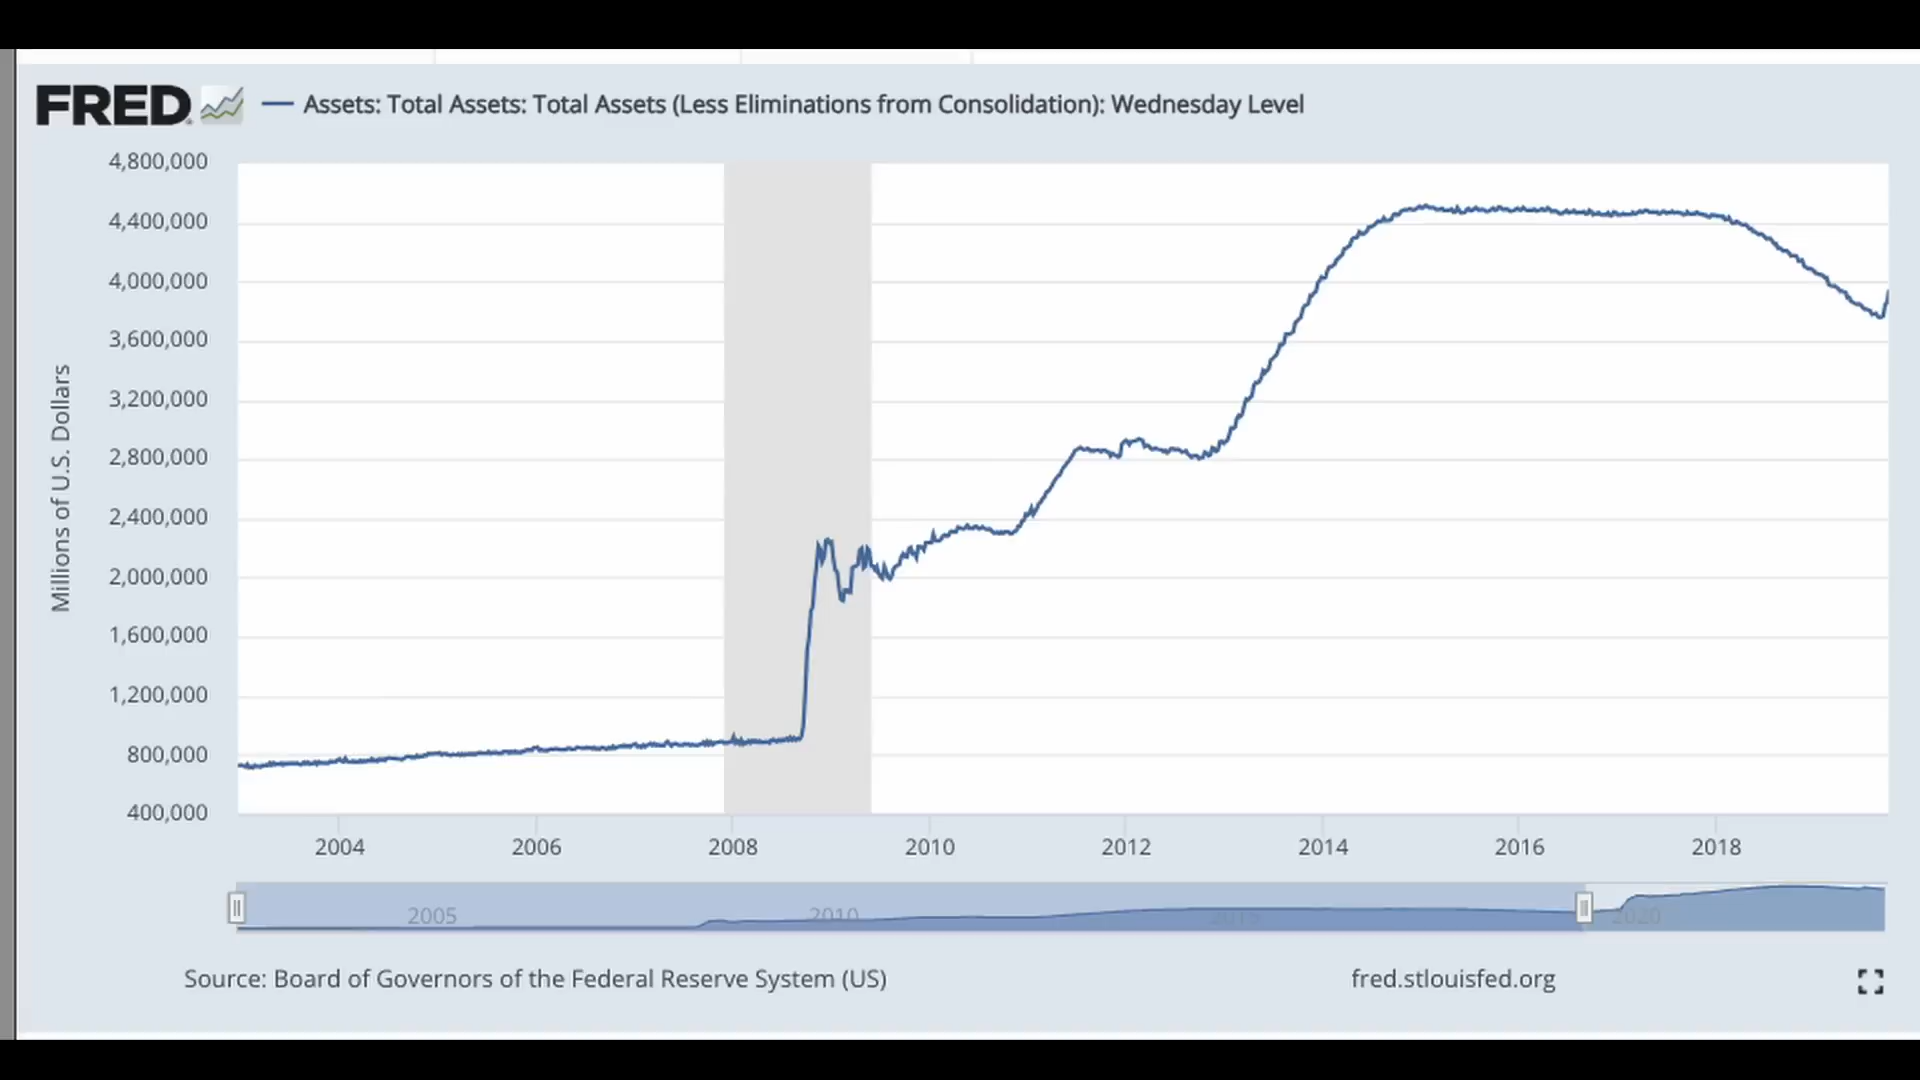 FRED Assets: Total Assets: Total Assets (Less Eliminations from Consolidation): Wednesday Level
4,800,000
4,400,000
4,000,000
3,600,000
3,200,000
2,800,000
2,400,000
2,000,000
1,600,000
1,200,000
800,000
400,000
Millions of U.S. Dollars
2004 2006 2008 2010 2012 2014 2016 2018
2005 2010 2015 2020
Source: Board of Governors of the Federal Reserve System (US) fred.stlouisfed.org